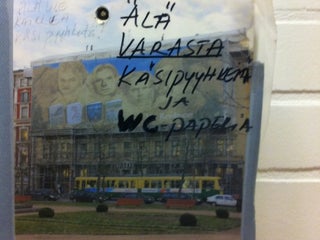 ÄLÄ
VARASTA
KÄSIPYYHKEITÄ
JA
WC-PAPERIA